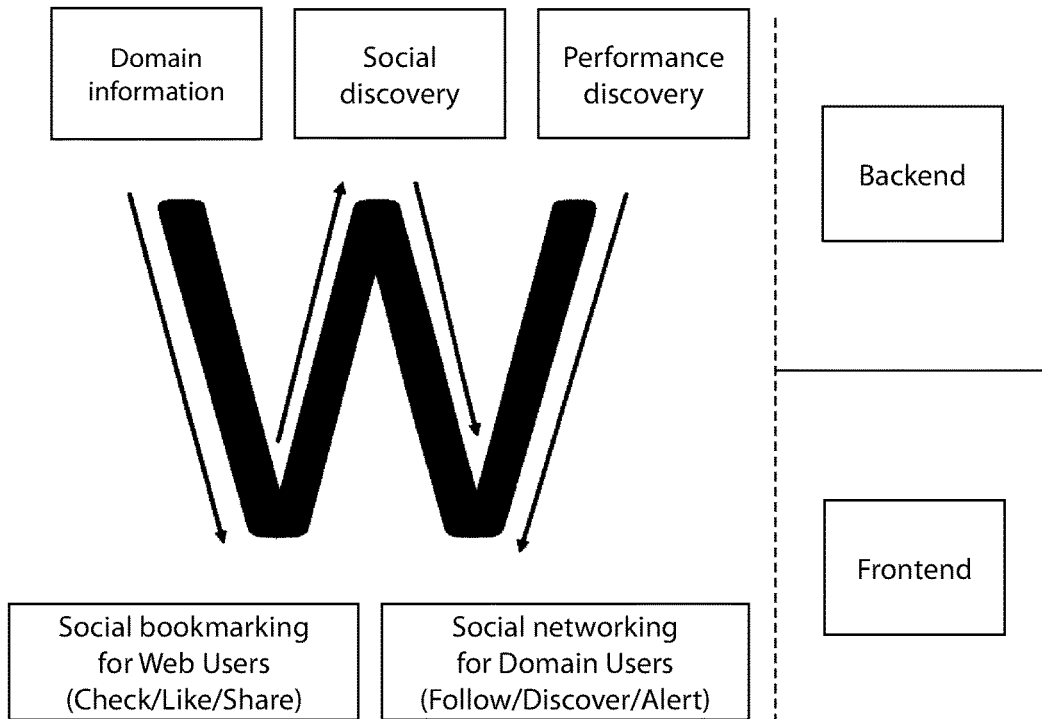 Domain
information
Social
discovery
Performance
discovery
Backend
W
Frontend
Social bookmarking
for Web Users
(Check/Like/Share)
Social networking
for Domain Users
(Follow/Discover/Alert)